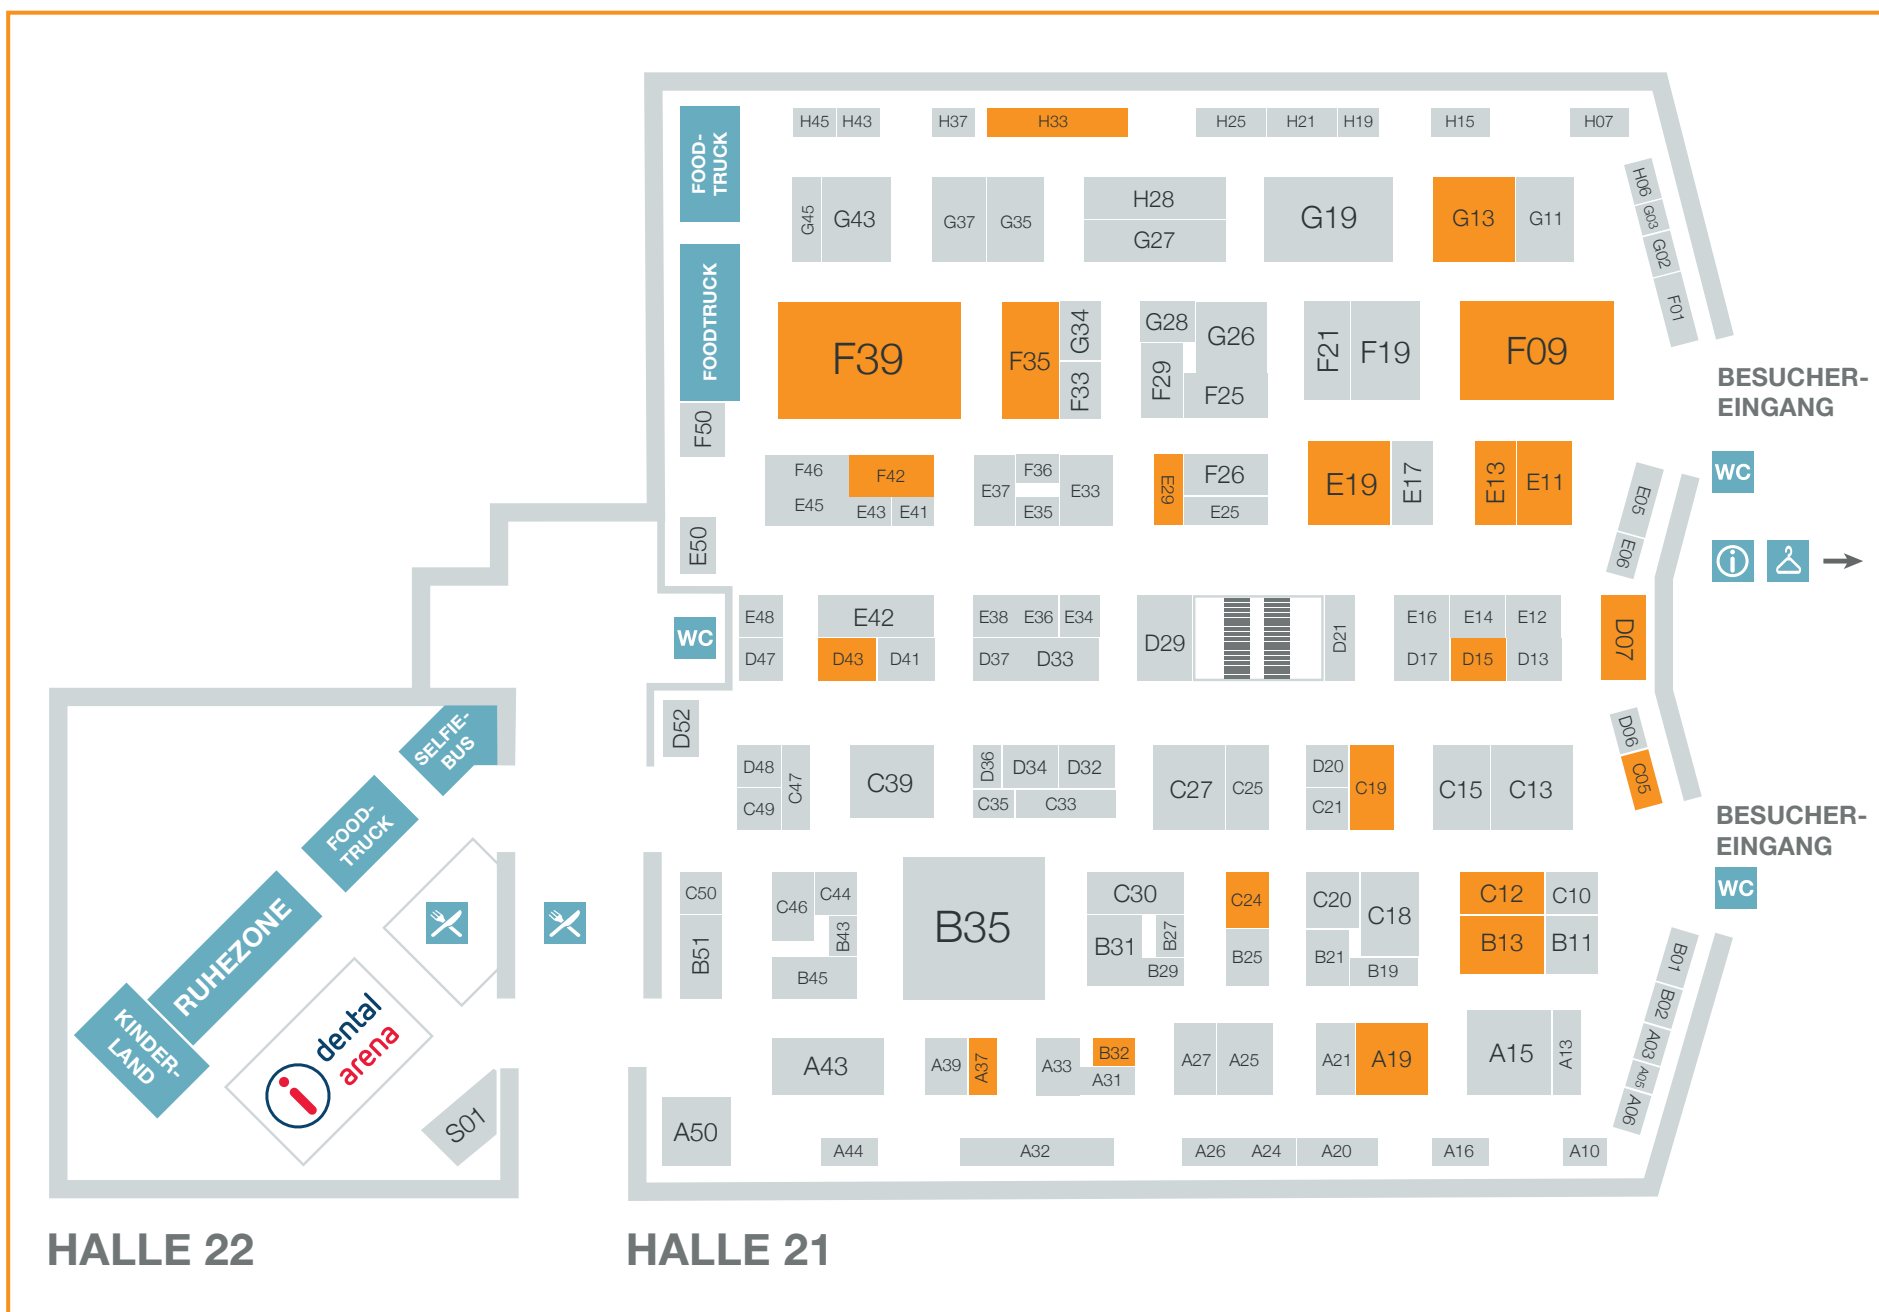 H45 H43 H37 H33 H25 H21 H19 H15 H07
FOOD-
TRUCK
G45 G43 G37 G35 H28 G19 G13 G11
G27
H06
G03
G02
F01
FOODTRUCK
F39 F35 G34 G28 G26 F21 F19 F09
F33 F29 F25
BESUCHER-
EINGANG
F50
F46 F42 E37 F36 E33 E29 F26 E19 E17 E13 E11
E45 E43 E41 E35 E25
WC
E05
E06
E50
WC
E48 E42 E38 E36 E34 D29 D21 E16 E14 E12 D07
D47 D43 D41 D37 D33 D17 D15 D13
D52
D06
C05
SELFIE-
BUS
D48 C47 C39 D36 D34 D32 C27 C25 D20 C19 C15 C13
C49 C35 C33 C21
BESUCHER-
EINGANG
WC
FOOD-
TRUCK
C50 C46 C44 B35 C30 C24 C20 C18 C12 C10
B51 B43 B31 B27 B25 B21 B13 B11
B45 B29 B19
B01
B02
A03
A05
A06
RUHEZONE
KINDER-
LAND
dental
arena
S01
A43 A39 A37 A33 B32 A27 A25 A21 A19 A15 A13
A31
A50
A44 A32 A26 A24 A20 A16 A10
HALLE 22
HALLE 21